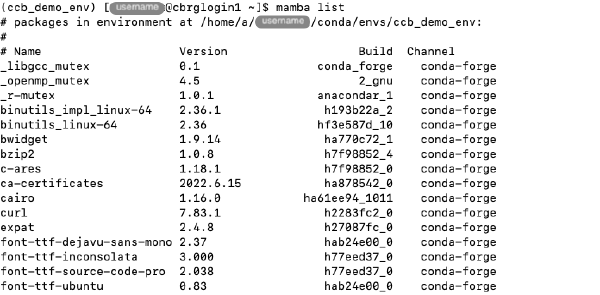 (ccb_demo_env) [username@cbrglogin1 ~]$ mamba list
# packages in environment at /home/a/username/conda/envs/ccb_demo_env:
#
# Name Version Build Channel
_libgcc_mutex 0.1 conda_forge conda-forge
_openmp_mutex 4.5 2_gnu conda-forge
_r-mutex 1.0.1 anacondar_1 conda-forge
binutils_impl_linux-64 2.36.1 h193b22a_2 conda-forge
binutils_linux-64 2.36 hf3e587d_10 conda-forge
bwidget 1.9.14 ha770c72_1 conda-forge
bzip2 1.0.8 h7f98852_4 conda-forge
c-ares 1.18.1 h7f98852_0 conda-forge
ca-certificates 2022.6.15 ha878542_0 conda-forge
cairo 1.16.0 ha61ee94_1011 conda-forge
curl 7.83.1 h2283fc2_0 conda-forge
expat 2.4.8 h27087fc_0 conda-forge
font-ttf-dejavu-sans-mono 2.37 hab24e00_0 conda-forge
font-ttf-inconsolata 3.000 h77eed37_0 conda-forge
font-ttf-source-code-pro 2.038 h77eed37_0 conda-forge
font-ttf-ubuntu 0.83 hab24e00_0 conda-forge